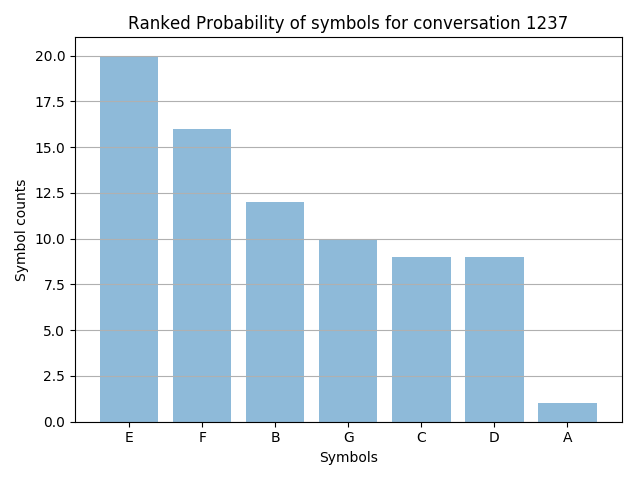 Ranked Probability of symbols for conversation 1237
20.0
17.5
15.0
12.5
10.0
7.5
5.0
2.5
0.0
Symbol counts
E F B G C D A
Symbols